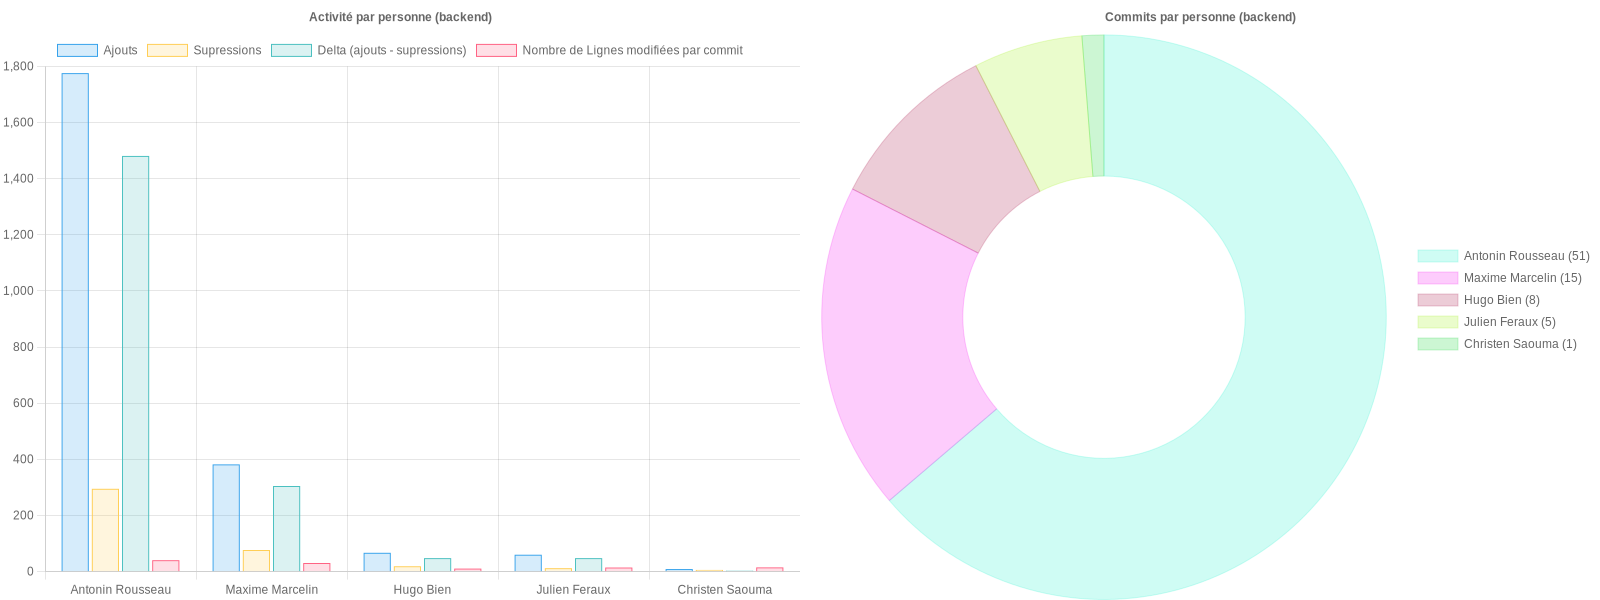 Activité par personne (backend)
Ajouts Supressions Delta (ajouts - supressions) Nombre de Lignes modifiées par commit
1,800
1,600
1,400
1,200
1,000
800
600
400
200
0
Antonin Rousseau Maxime Marcelin Hugo Bien Julien Feraux Christen Saouma
Commits par personne (backend)
Antonin Rousseau (51)
Maxime Marcelin (15)
Hugo Bien (8)
Julien Feraux (5)
Christen Saouma (1)